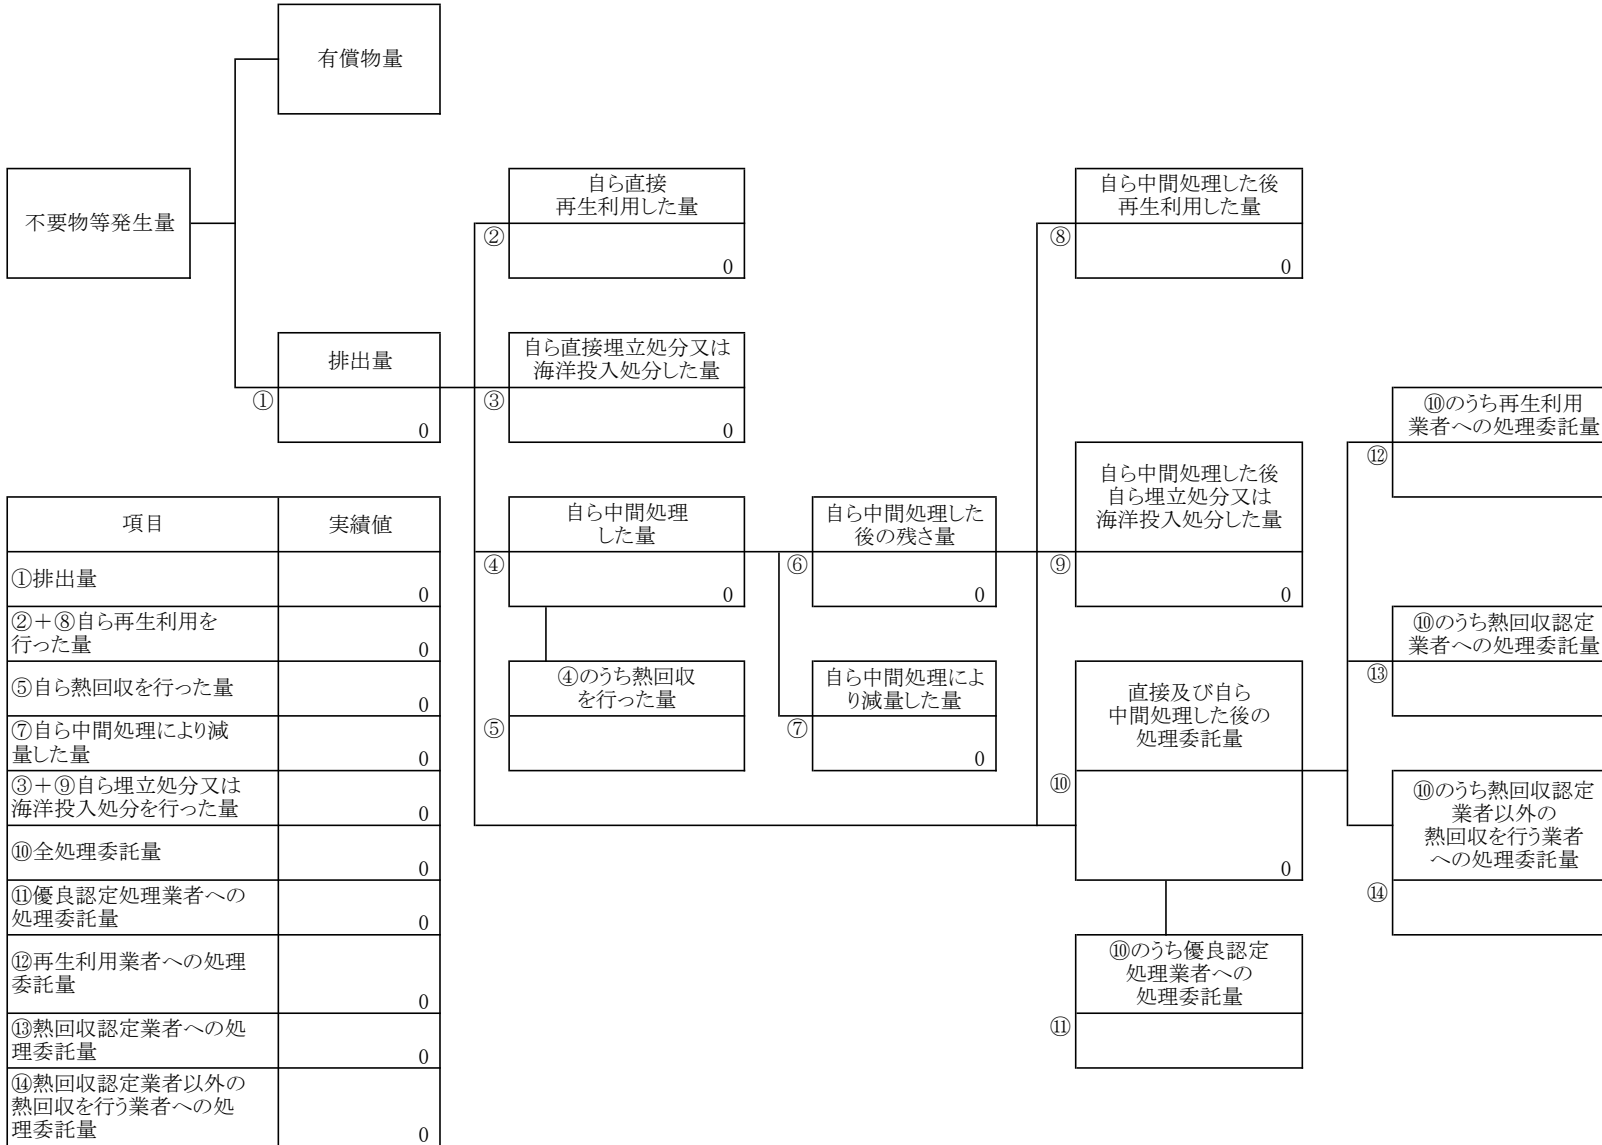 有償物量
不要物等発生量
自ら直接
再生利用した量
②
0
自ら中間処理した後
再生利用した量
⑧
0
排出量
①
0
自ら直接埋立処分又は
海洋投入処分した量
③
0
⑩のうち再生利用
業者への処理委託量
⑫
自ら中間処理
した量
④
0
自ら中間処理した
後の残さ量
⑥
0
自ら中間処理した後
自ら埋立処分又は
海洋投入処分した量
⑨
0
⑩のうち熱回収認定
業者への処理委託量
⑬
④のうち熱回収
を行った量
⑤
自ら中間処理によ
り減量した量
⑦
0
直接及び自ら
中間処理した後の
処理委託量
⑩
0
⑩のうち熱回収認定
業者以外の
熱回収を行う業者
への処理委託量
⑭
⑩のうち優良認定
処理業者への
処理委託量
⑪
項目 実績値
①排出量
0
②+⑧自ら再生利用を
行った量
0
⑤自ら熱回収を行った量
0
⑦自ら中間処理により減
量した量
0
③+⑨自ら埋立処分又は
海洋投入処分を行った量
0
⑩全処理委託量
0
⑪優良認定処理業者への
処理委託量
0
⑫再生利用業者への処理
委託量
0
⑬熱回収認定業者への処
理委託量
0
⑭熱回収認定業者以外の
熱回収を行う業者への処
理委託量
0